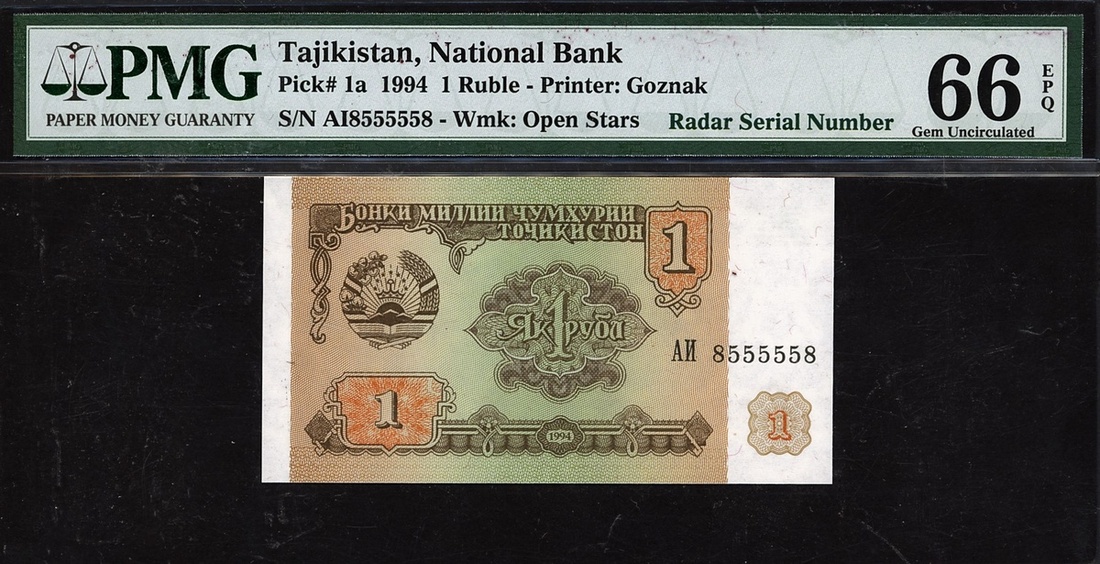 PMG
PAPER MONEY GUARANTY
Tajikistan, National Bank
Pick# 1a 1994 1 Ruble - Printer: Goznak
S/N AI8555558 - Wmk: Open Stars
Radar Serial Number
66
EPQ
Gem Uncirculated
БОНКИ МИЛЛИИ ҶУМҲУРИИ
ТОҶИКИСТОН
1
1
ЯК РУБЛ
АИ 8555558
1
1
1994